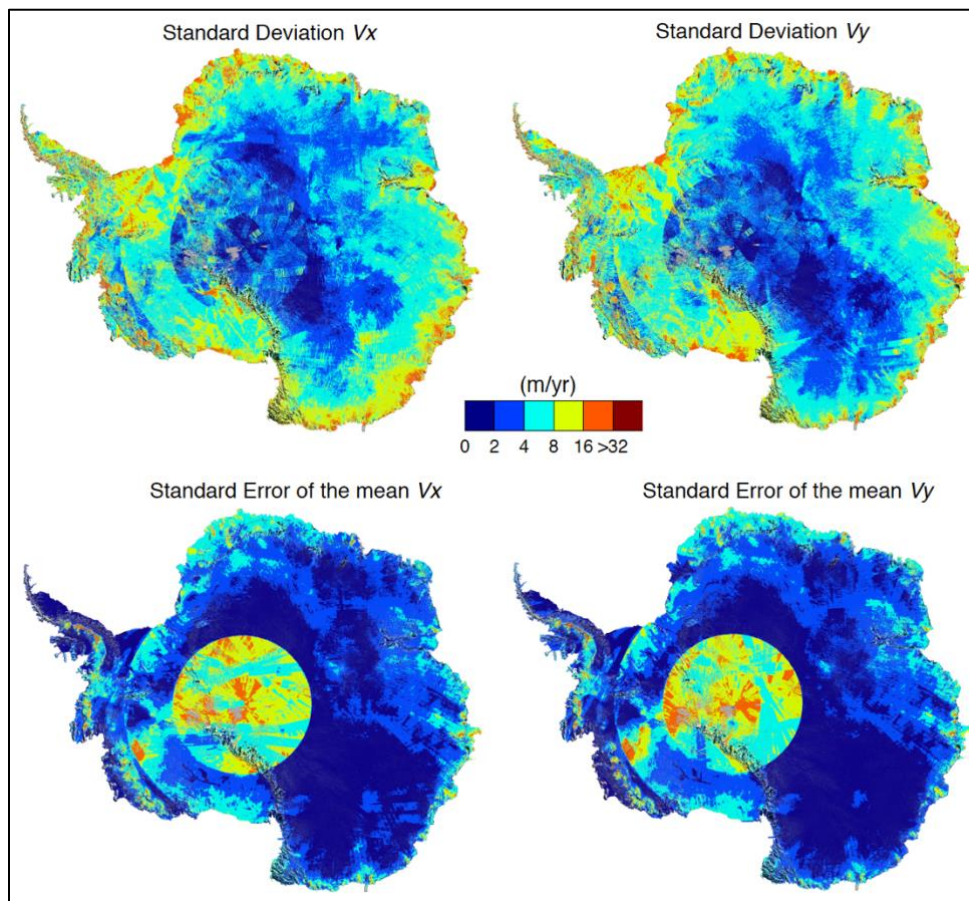 Standard Deviation Vx
Standard Deviation Vy
(m/yr)
0 2 4 8 16 >32
Standard Error of the mean Vx
Standard Error of the mean Vy